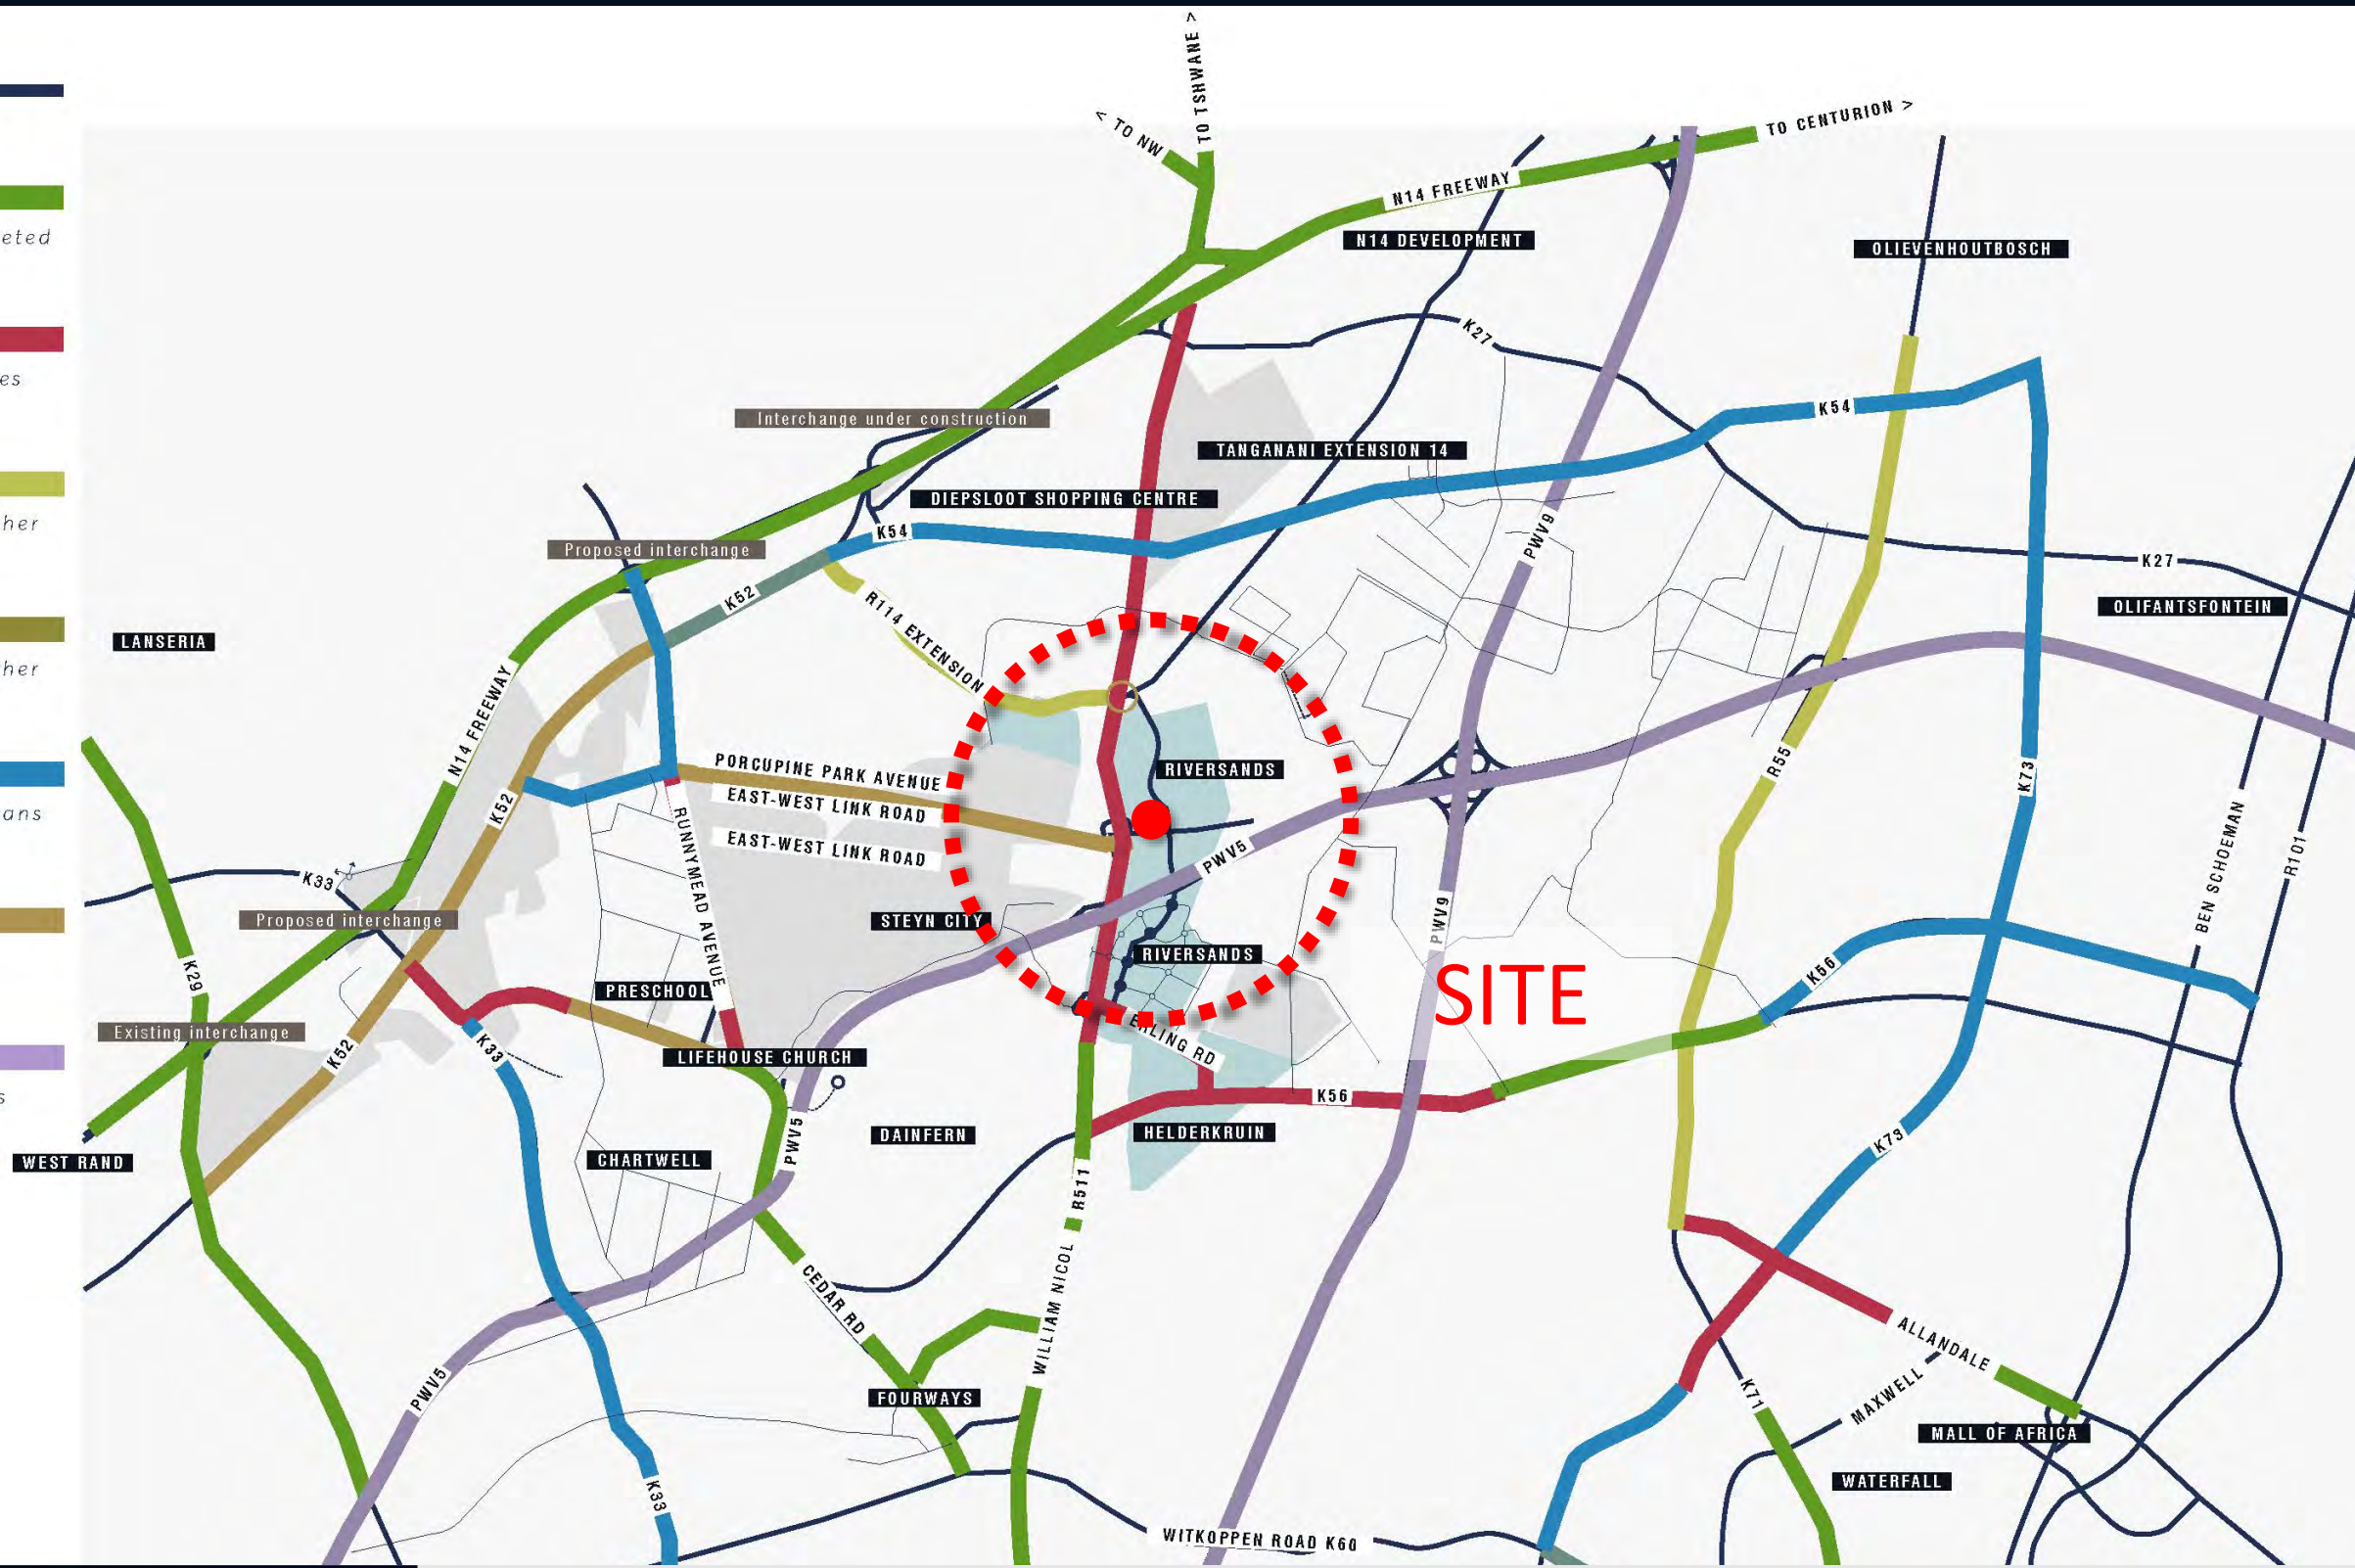 eted
es
her
her
ans
s
< TO NW
TO TSHWANE >
TO CENTURION >
N14 FREEWAY
N14 DEVELOPMENT
OLIEVENHOUTBOSCH
K27
Interchange under construction
K54
TANGANANI EXTENSION 14
DIEPSLOOT SHOPPING CENTRE
K54
PWV9
Proposed interchange
K27
K52
R114 EXTENSION
OLIFANTSFONTEIN
LANSERIA
N14 FREEWAY
PORCUPINE PARK AVENUE
RIVERSANDS
R55
K73
EAST-WEST LINK ROAD
K52
RUNNYMEAD AVENUE
EAST-WEST LINK ROAD
PWV5
BEN SCHOEMAN
R101
K33
Proposed interchange
STEYN CITY
PWV9
RIVERSANDS
K29
PRESCHOOL
SITE
K56
Existing interchange
K52
K33
LIFEHOUSE CHURCH
ERLING RD
K56
PWV5
DAINFERN
HELDERKRUIN
K73
WEST RAND
CHARTWELL
R511
CEDAR RD
WILLIAM NICOL
ALLANDALE
PWV5
FOURWAYS
K71
MAXWELL
MALL OF AFRICA
WATERFALL
K33
WITKOPPEN ROAD K60